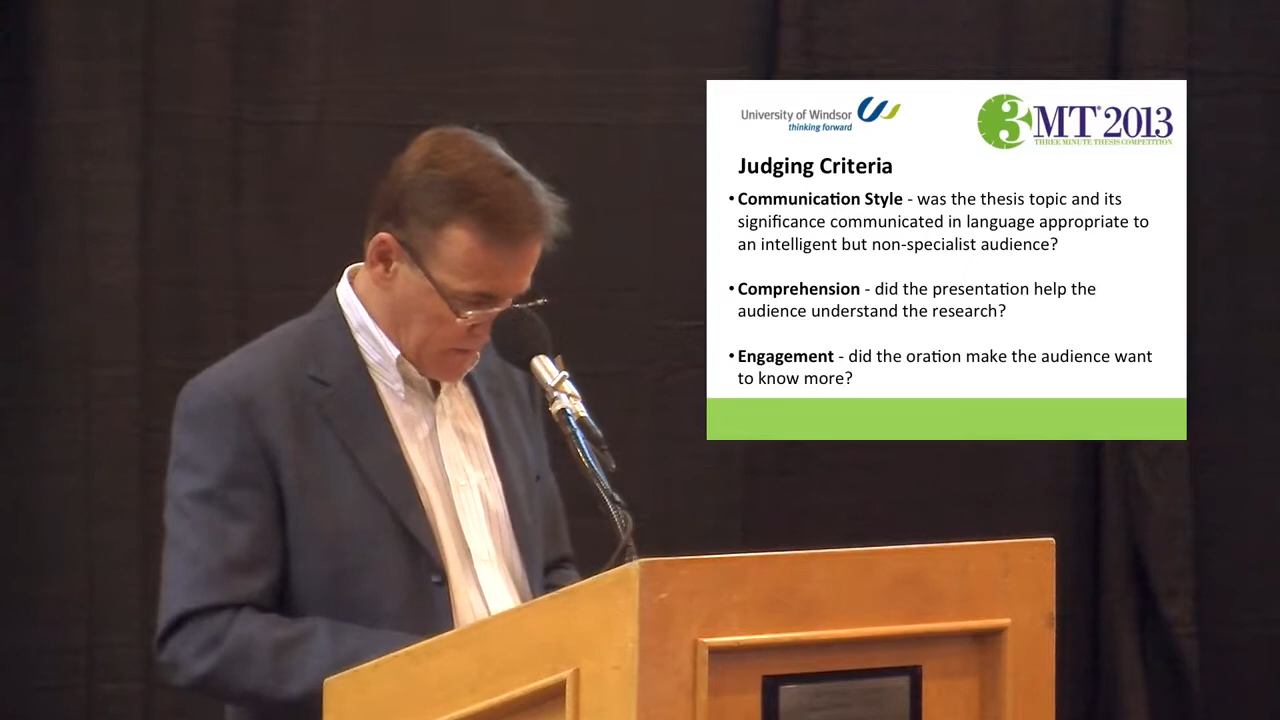 University of Windsor
thinking forward
3MT® 2013
THREE MINUTE THESIS COMPETITION
Judging Criteria
• Communication Style - was the thesis topic and its
significance communicated in language appropriate to
an intelligent but non-specialist audience?
• Comprehension - did the presentation help the
audience understand the research?
• Engagement - did the oration make the audience want
to know more?